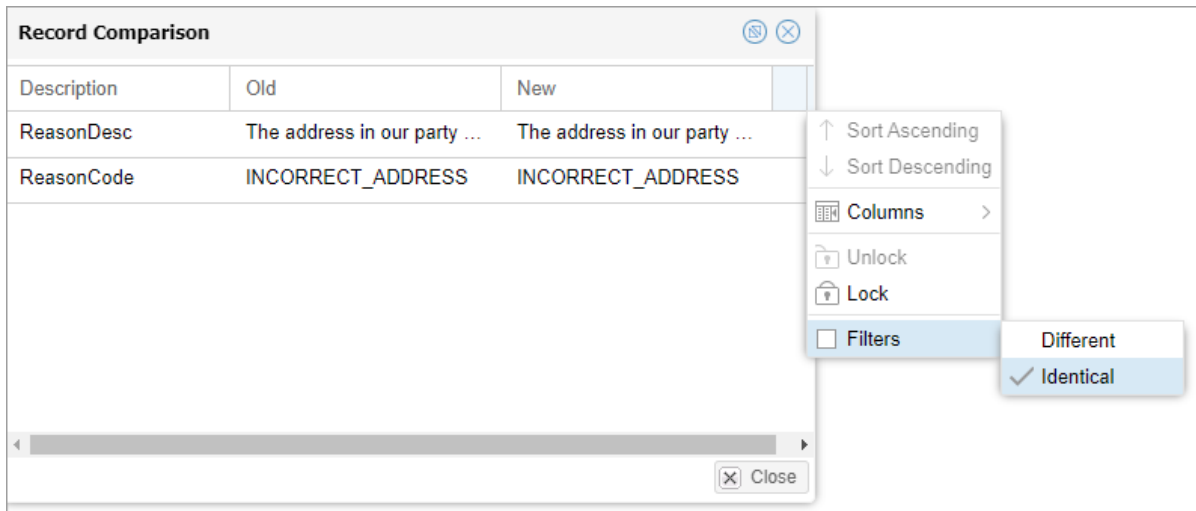 Record Comparison
Description Old New
ReasonDesc The address in our party ... The address in our party ...
ReasonCode INCORRECT_ADDRESS INCORRECT_ADDRESS
Sort Ascending
Sort Descending
Columns
Unlock
Lock
Filters
Different
Identical
Close